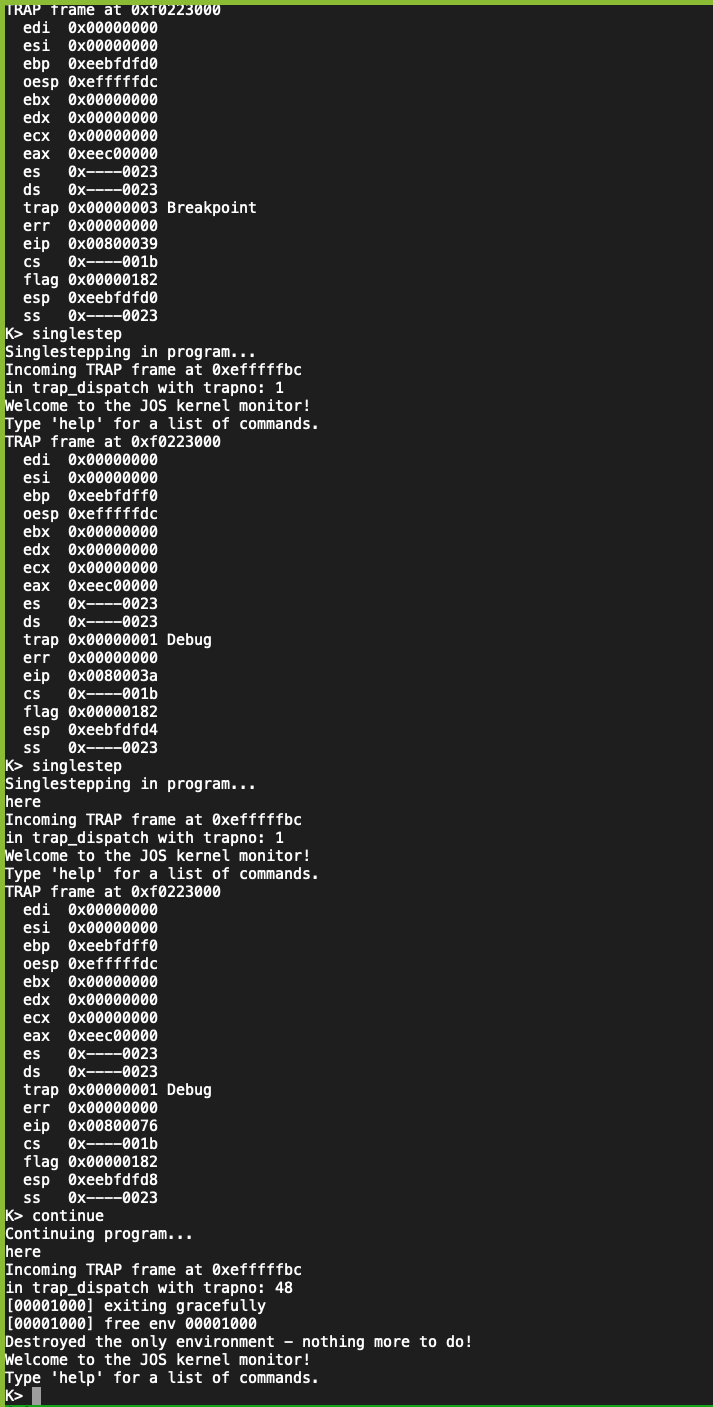 TRAP frame at 0xf0223000
  edi  0x00000000
  esi  0x00000000
  ebp  0xeebfdfd0
  oesp 0xefffffdc
  ebx  0x00000000
  edx  0x00000000
  ecx  0x00000000
  eax  0xeec00000
  es   0x----0023
  ds   0x----0023
  trap 0x00000003 Breakpoint
  err  0x00000000
  eip  0x00800039
  cs   0x----001b
  flag 0x00000182
  esp  0xeebfdfd0
  ss   0x----0023
K> singlestep
Singlestepping in program...
Incoming TRAP frame at 0xefffffbc
in trap_dispatch with trapno: 1
Welcome to the JOS kernel monitor!
Type 'help' for a list of commands.
TRAP frame at 0xf0223000
  edi  0x00000000
  esi  0x00000000
  ebp  0xeebfdff0
  oesp 0xefffffdc
  ebx  0x00000000
  edx  0x00000000
  ecx  0x00000000
  eax  0xeec00000
  es   0x----0023
  ds   0x----0023
  trap 0x00000001 Debug
  err  0x00000000
  eip  0x0080003a
  cs   0x----001b
  flag 0x00000182
  esp  0xeebfdfd4
  ss   0x----0023
K> singlestep
Singlestepping in program...
here
Incoming TRAP frame at 0xefffffbc
in trap_dispatch with trapno: 1
Welcome to the JOS kernel monitor!
Type 'help' for a list of commands.
TRAP frame at 0xf0223000
  edi  0x00000000
  esi  0x00000000
  ebp  0xeebfdff0
  oesp 0xefffffdc
  ebx  0x00000000
  edx  0x00000000
  ecx  0x00000000
  eax  0xeec00000
  es   0x----0023
  ds   0x----0023
  trap 0x00000001 Debug
  err  0x00000000
  eip  0x00800076
  cs   0x----001b
  flag 0x00000182
  esp  0xeebfdfd8
  ss   0x----0023
K> continue
Continuing program...
here
Incoming TRAP frame at 0xefffffbc
in trap_dispatch with trapno: 48
[00001000] exiting gracefully
[00001000] free env 00001000
Destroyed the only environment - nothing more to do!
Welcome to the JOS kernel monitor!
Type 'help' for a list of commands.
K>